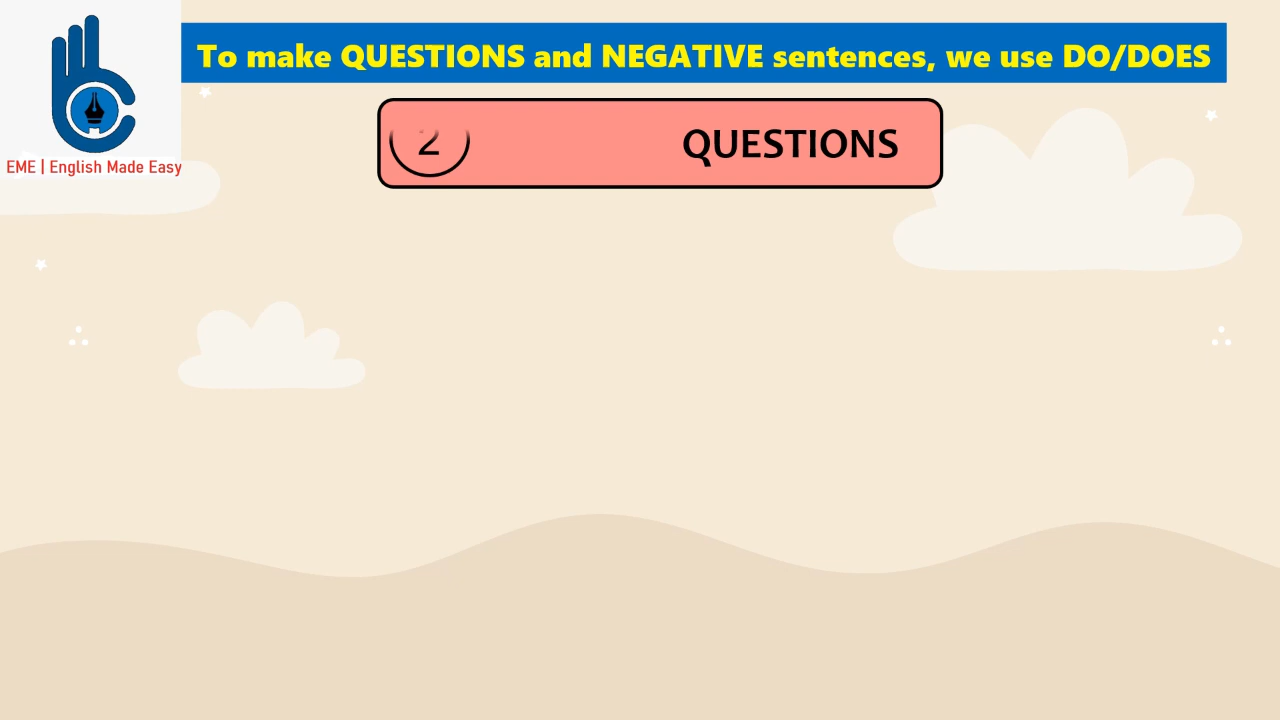 To make QUESTIONS and NEGATIVE sentences, we use DO/DOES
2 QUESTIONS
EME | English Made Easy